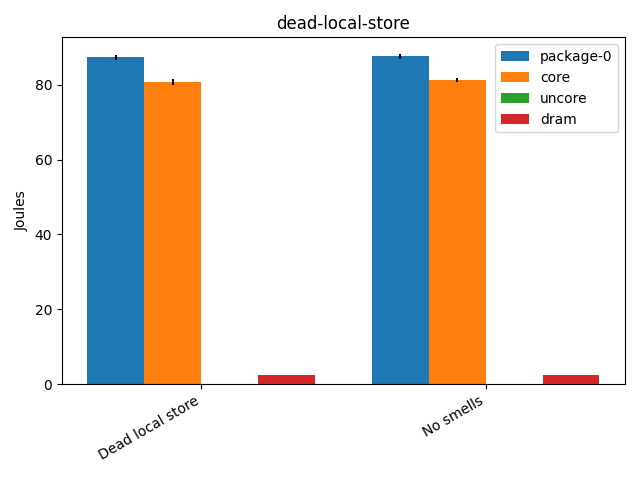 dead-local-store
package-0
core
uncore
dram
Joules
80
60
40
20
0
Dead local store
No smells